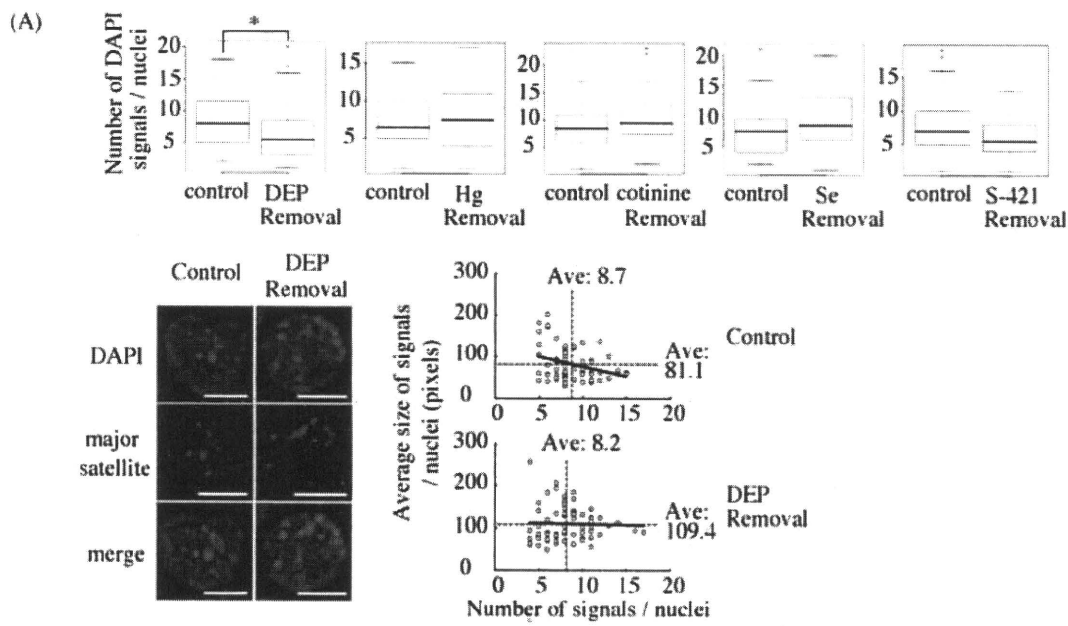 (A)
Number of DAPI
signals / nuclei
*
20
15
10
5
control
DEP
Removal
15
10
5
control
Hg
Removal
20
15
10
5
control
cotinine
Removal
20
15
10
5
control
Se
Removal
15
10
5
control
S-421
Removal
Control
DEP
Removal
DAPI
major
satellite
merge
Average size of signals
/ nuclei (pixels)
300
200
100
0
Ave: 8.7
Ave:
81.1
Control
0
5
10
15
20
300
200
100
0
Ave: 8.2
Ave:
109.4
DEP
Removal
0
5
10
15
20
Number of signals / nuclei